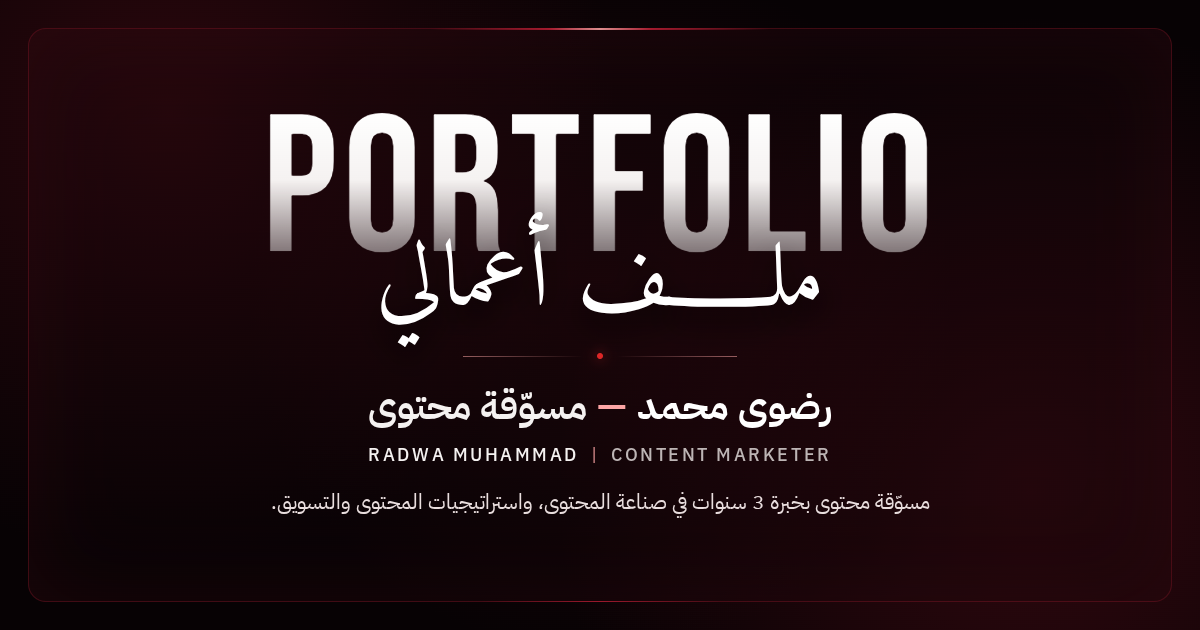 PORTFOLIO
ملـــــف أعمالي
رضوى محمد — مسوّقة محتوى
RADWA MUHAMMAD | CONTENT MARKETER
مسوّقة محتوى بخبرة 3 سنوات في صناعة المحتوى، واستراتيجيات المحتوى والتسويق.